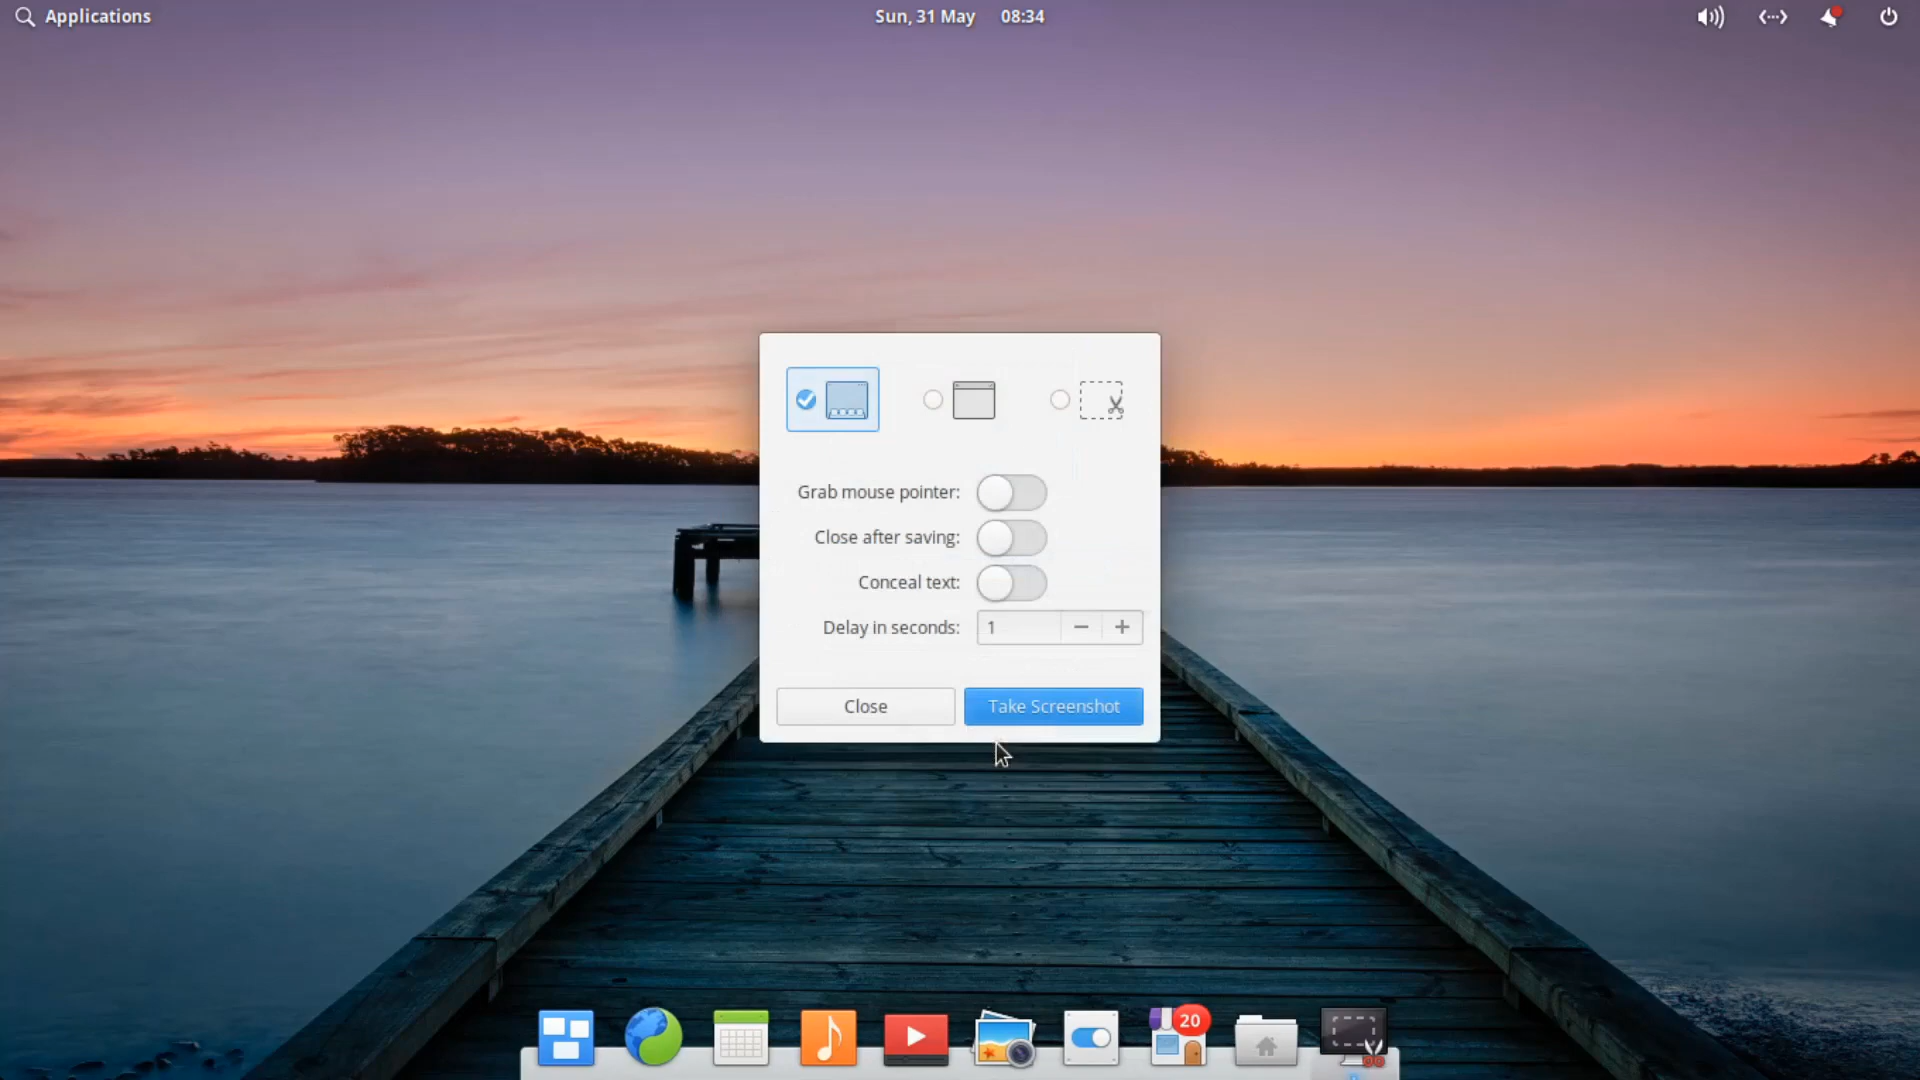 Applications
Sun, 31 May 08:34
Grab mouse pointer:
Close after saving:
Conceal text:
Delay in seconds: 1 − +
Close
Take Screenshot
20